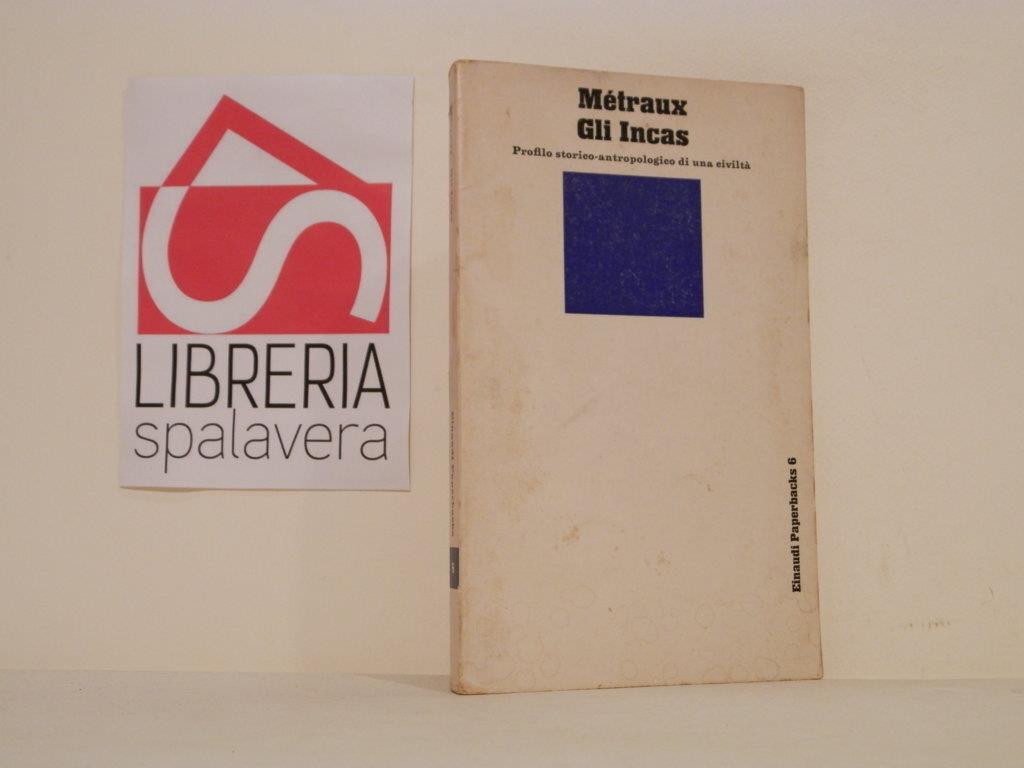 LIBRERIA
spalavera
Métraux
Gli Incas
Profilo storico-antropologico di una civiltà
Einaudi Paperbacks 6